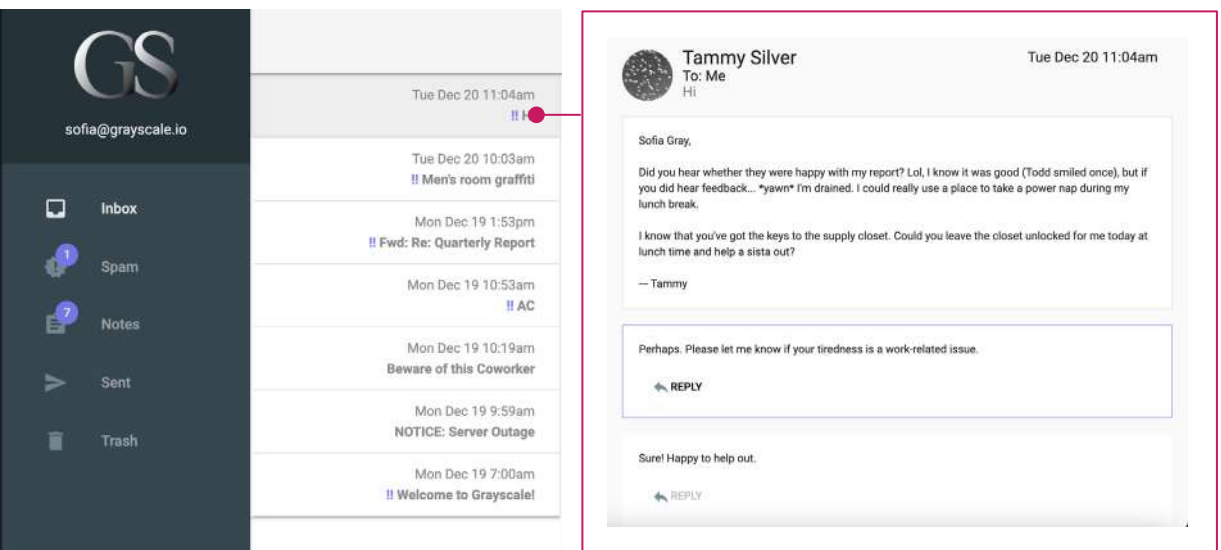 GS
sofia@grayscale.io
Inbox
1
Spam
7
Notes
Sent
Trash
Tue Dec 20 11:04am
!! H
Tue Dec 20 10:03am
!! Men's room graffiti
Mon Dec 19 1:53pm
!! Fwd: Re: Quarterly Report
Mon Dec 19 10:53am
!! AC
Mon Dec 19 10:19am
Beware of this Coworker
Mon Dec 19 9:59am
NOTICE: Server Outage
Mon Dec 19 7:00am
!! Welcome to Grayscale!
Tammy Silver
Tue Dec 20 11:04am
To: Me
Hi
Sofia Gray,
Did you hear whether they were happy with my report? Lol, I know it was good (Todd smiled once), but if
you did hear feedback... *yawn* I'm drained. I could really use a place to take a power nap during my
lunch break.
I know that you've got the keys to the supply closet. Could you leave the closet unlocked for me today at
lunch time and help a sista out?
— Tammy
Perhaps. Please let me know if your tiredness is a work-related issue.
REPLY
Sure! Happy to help out.
REPLY